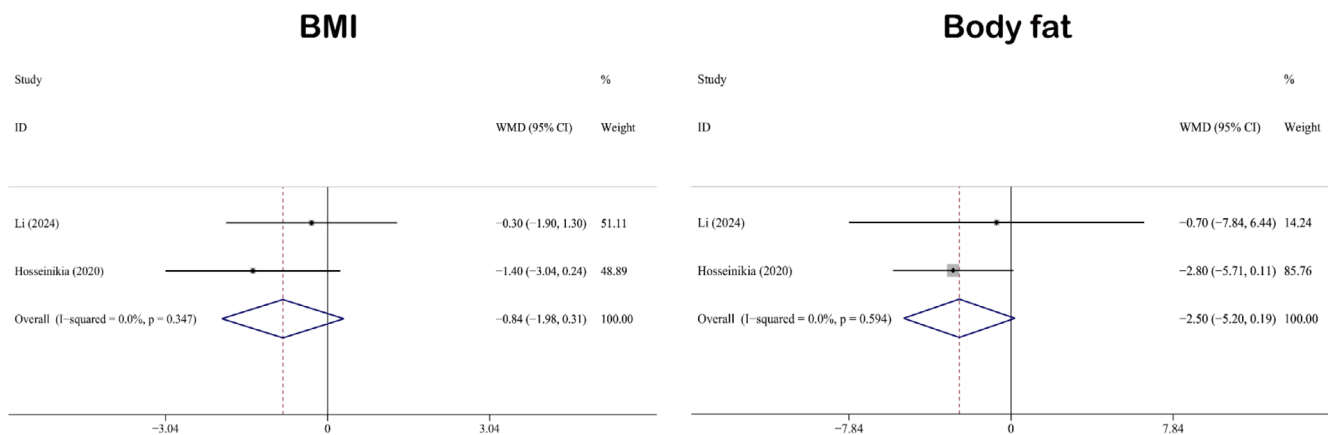 BMI
Study %
ID WMD (95% CI) Weight
Li (2024) −0.30 (−1.90, 1.30) 51.11
Hosseinikia (2020) −1.40 (−3.04, 0.24) 48.89
Overall (I−squared = 0.0%, p = 0.347) −0.84 (−1.98, 0.31) 100.00
−3.04 0 3.04
Body fat
Study %
ID WMD (95% CI) Weight
Li (2024) −0.70 (−7.84, 6.44) 14.24
Hosseinikia (2020) −2.80 (−5.71, 0.11) 85.76
Overall (I−squared = 0.0%, p = 0.594) −2.50 (−5.20, 0.19) 100.00
−7.84 0 7.84